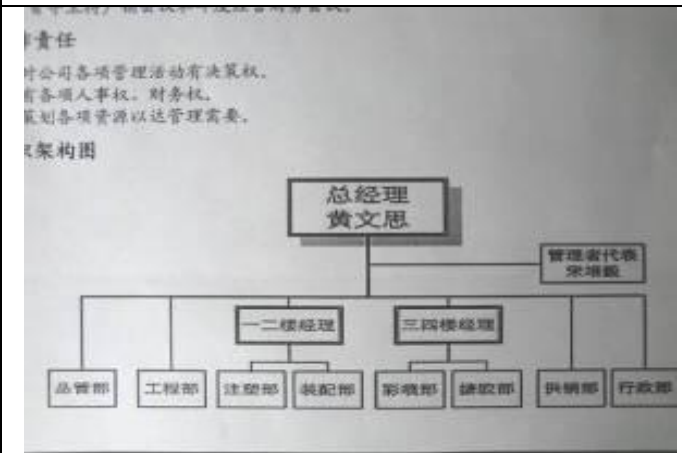 责任
对公司各项管理活动有决策权。
有各项人事权。财务权。
策划各项资源以达管理需要。
架构图
总经理
黄文思
管理者代表
一二楼经理
三四楼经理
品管部
工程部
注塑部
装配部
彩喷部
搪胶部
供销部
行政部